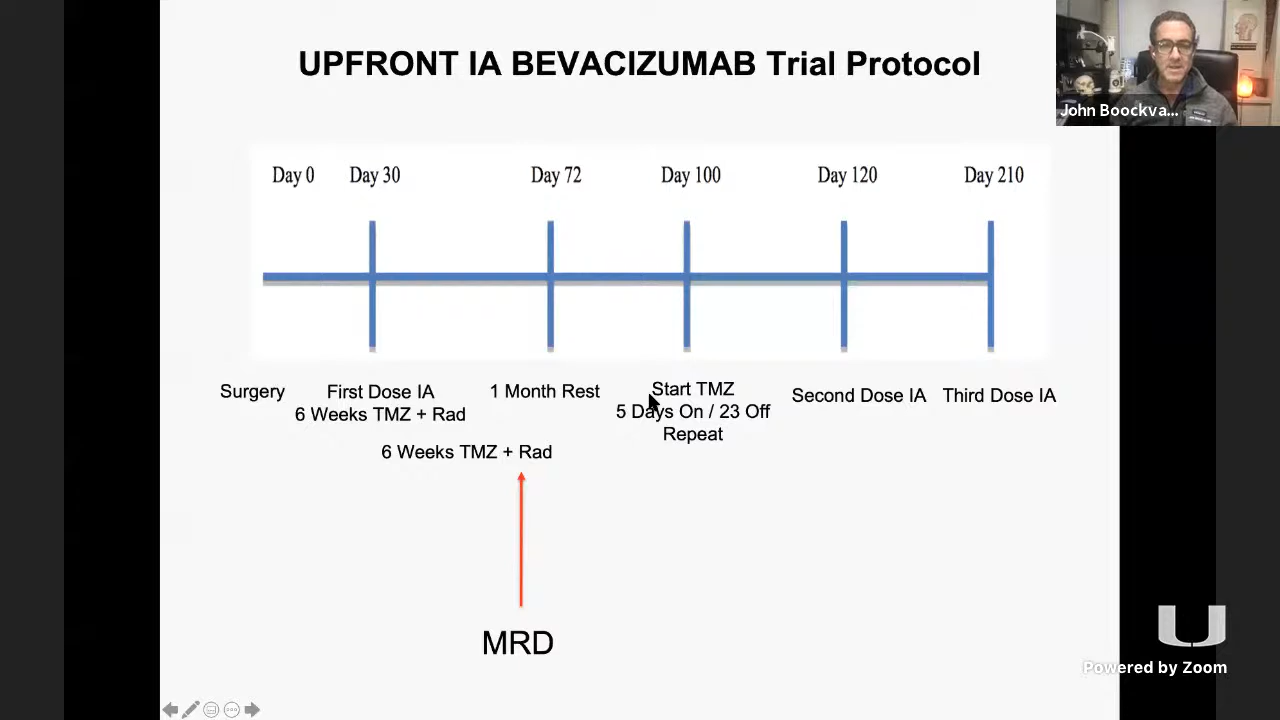 UPFRONT IA BEVACIZUMAB Trial Protocol
John Boockva...
Day 0 Day 30 Day 72 Day 100 Day 120 Day 210
Surgery
First Dose IA
6 Weeks TMZ + Rad
1 Month Rest
Start TMZ
5 Days On / 23 Off
Repeat
Second Dose IA
Third Dose IA
6 Weeks TMZ + Rad
MRD
U
Powered by Zoom